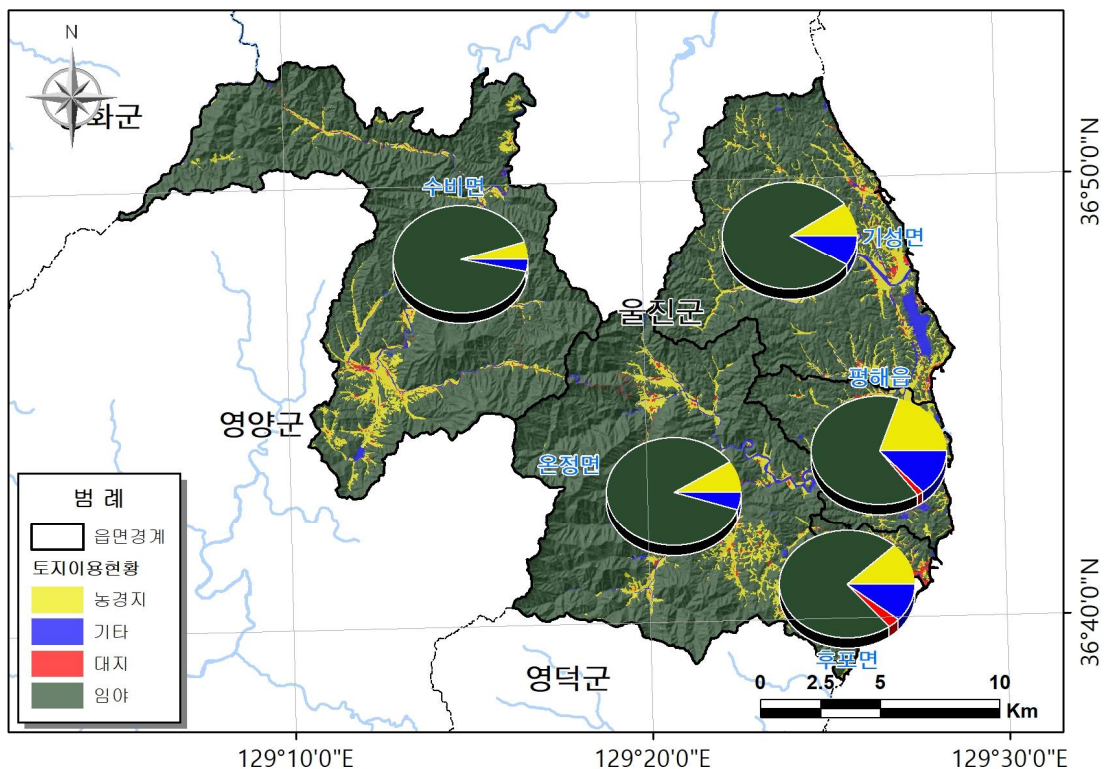 N
화군
수비면
기성면
울진군
평해읍
영양군
온정면
후포면
영덕군
범 례
읍면경계
토지이용현황
농경지
기타
대지
임야
0 2.5 5 10
Km
36°50'0"N
36°40'0"N
129°10'0"E
129°20'0"E
129°30'0"E